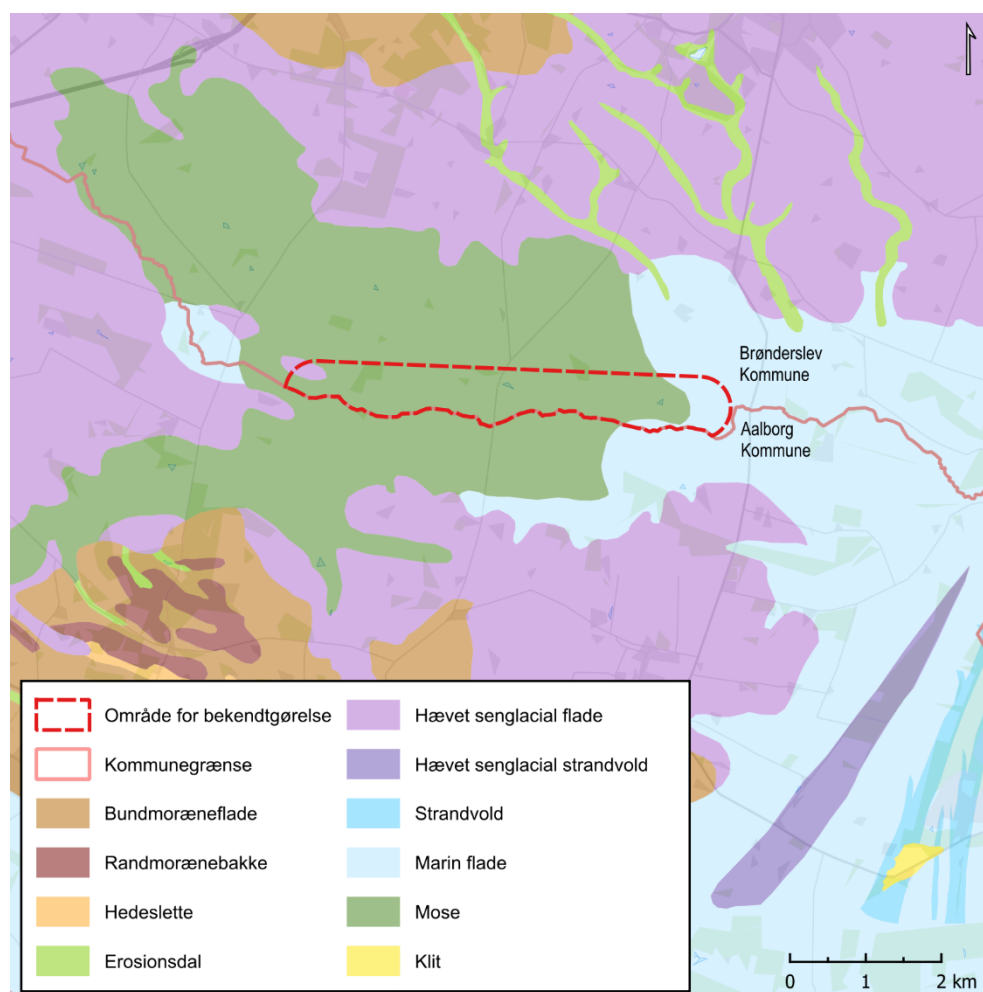 Brønderslev
Kommune
Aalborg
Kommune
Område for bekendtgørelse
Kommunegrænse
Bundmoræneflade
Randmorænebakke
Hedeslette
Erosionsdal
Hævet senglacial flade
Hævet senglacial strandvold
Strandvold
Marin flade
Mose
Klit
0 1 2 km